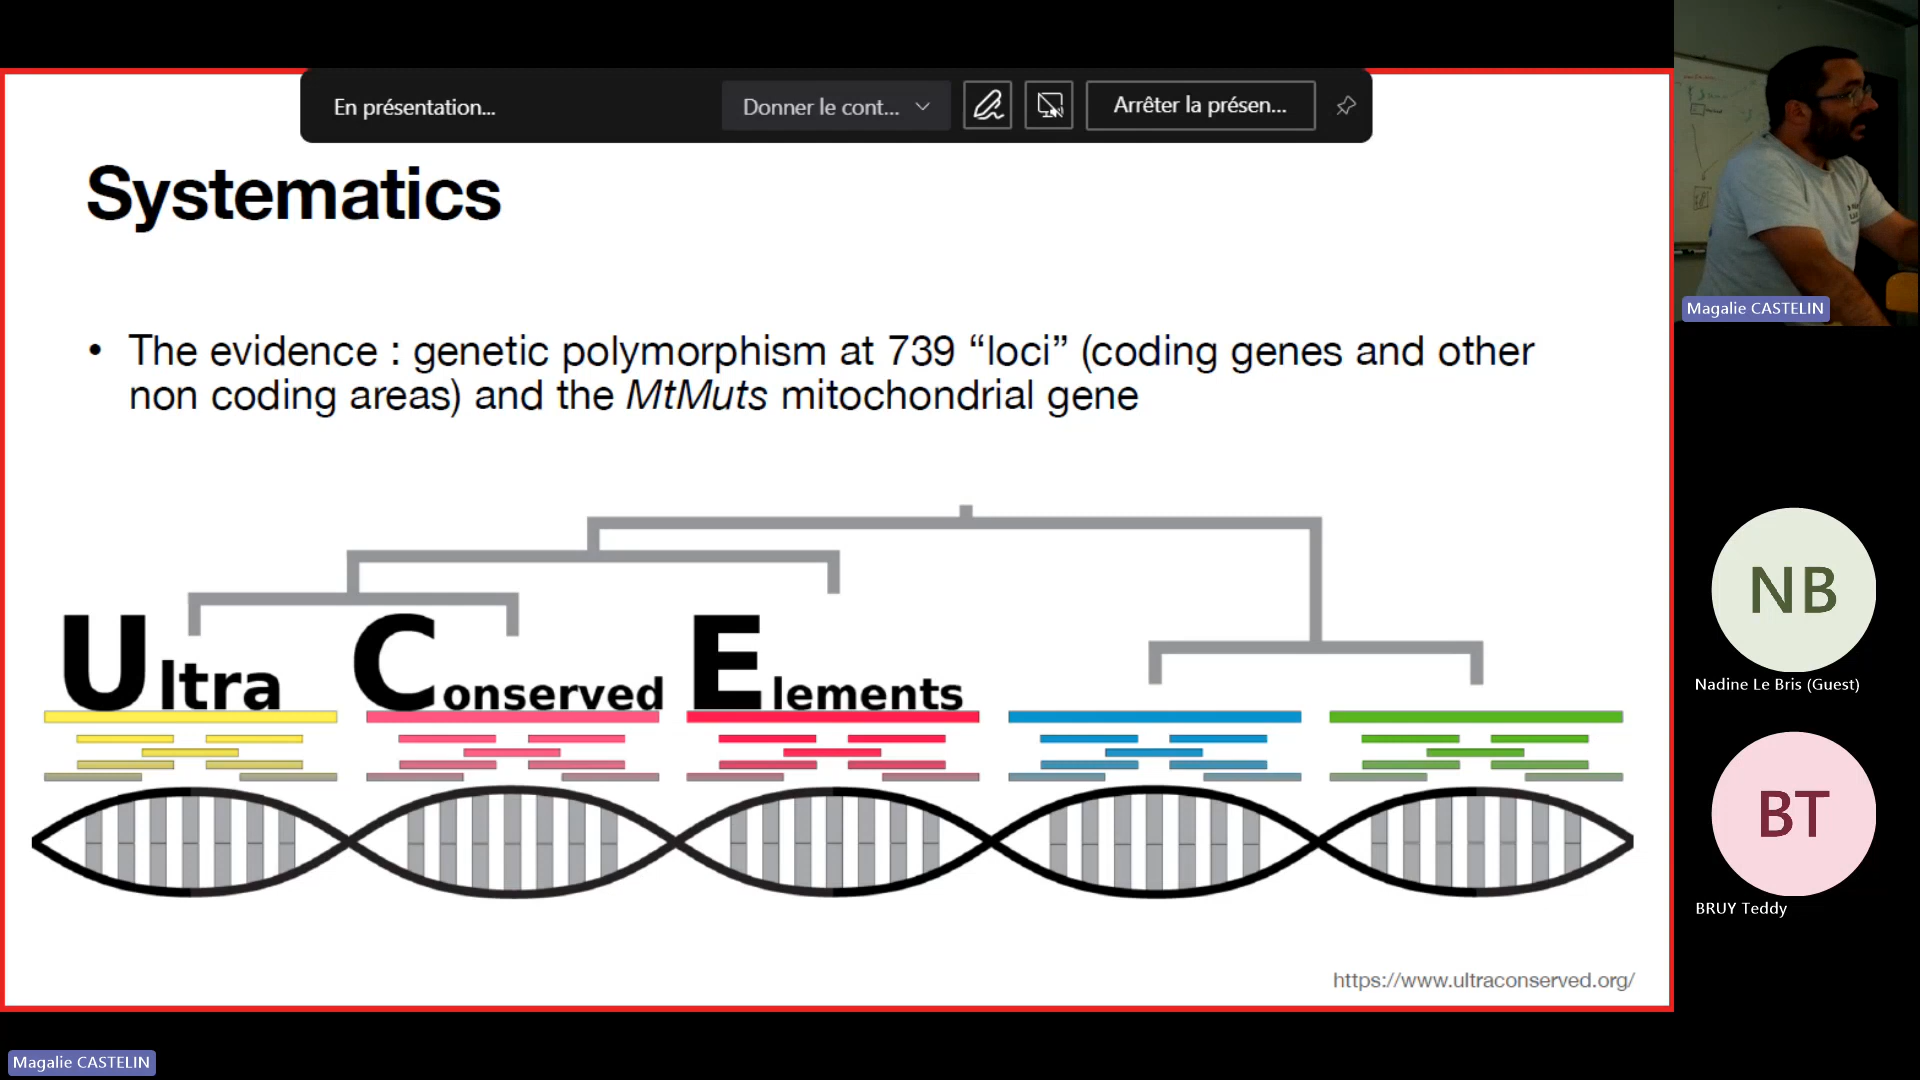 En présentation...
Donner le cont...
Arrêter la présen...
Systematics
• The evidence : genetic polymorphism at 739 “loci” (coding genes and other
non coding areas) and the MtMuts mitochondrial gene
Ultra Conserved Elements
https://www.ultraconserved.org/
Magalie CASTELIN
NB
Nadine Le Bris (Guest)
BT
BRUY Teddy
Magalie CASTELIN